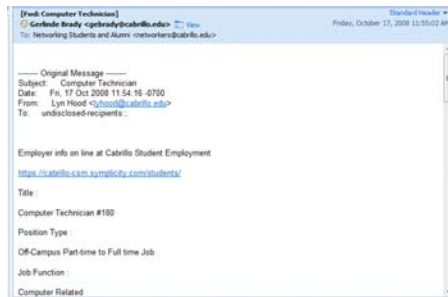 [Fwd: Computer Technician]
Standard Header
Gerlinde Brady <gebrady@cabrillo.edu> View
Friday, October 17, 2008 11:55:02 AM
To: Networking Students and Alumni <networkers@cabrillo.edu>
-------- Original Message --------
Subject: Computer Technician
Date: Fri, 17 Oct 2008 11:54:16 -0700
From: Lyn Hood <lyhood@cabrillo.edu>
To: undisclosed-recipients:;
Employer info on line at Cabrillo Student Employment
https://cabrillo-csm.symplicity.com/students/
Title :
Computer Technician #180
Position Type :
Off-Campus Part-time to Full time Job
Job Function :
Computer Related